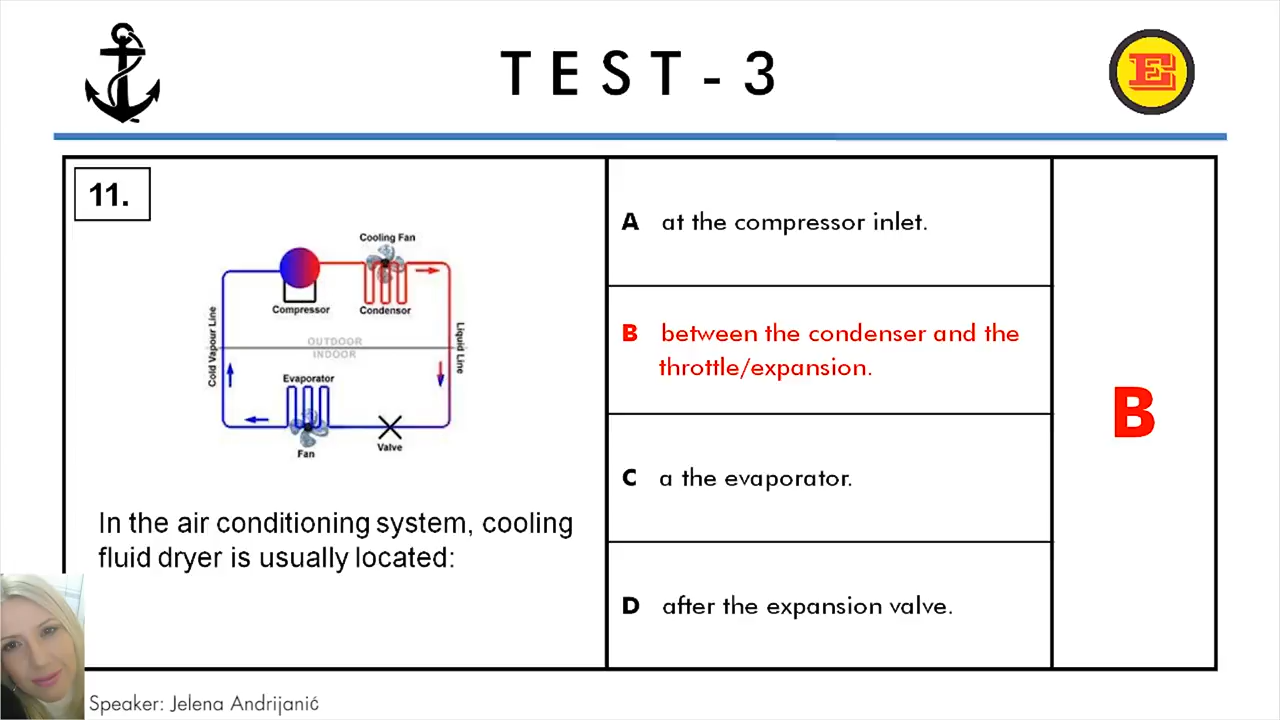 TEST-3
E
11.
Cooling Fan
Compressor
Condensor
Cold Vapour Line
OUTDOOR
INDOOR
Liquid Line
Evaporator
Fan
Valve
In the air conditioning system, cooling
fluid dryer is usually located:
A at the compressor inlet.
B between the condenser and the
throttle/expansion.
C a the evaporator.
D after the expansion valve.
B
Speaker: Jelena Andrijanić